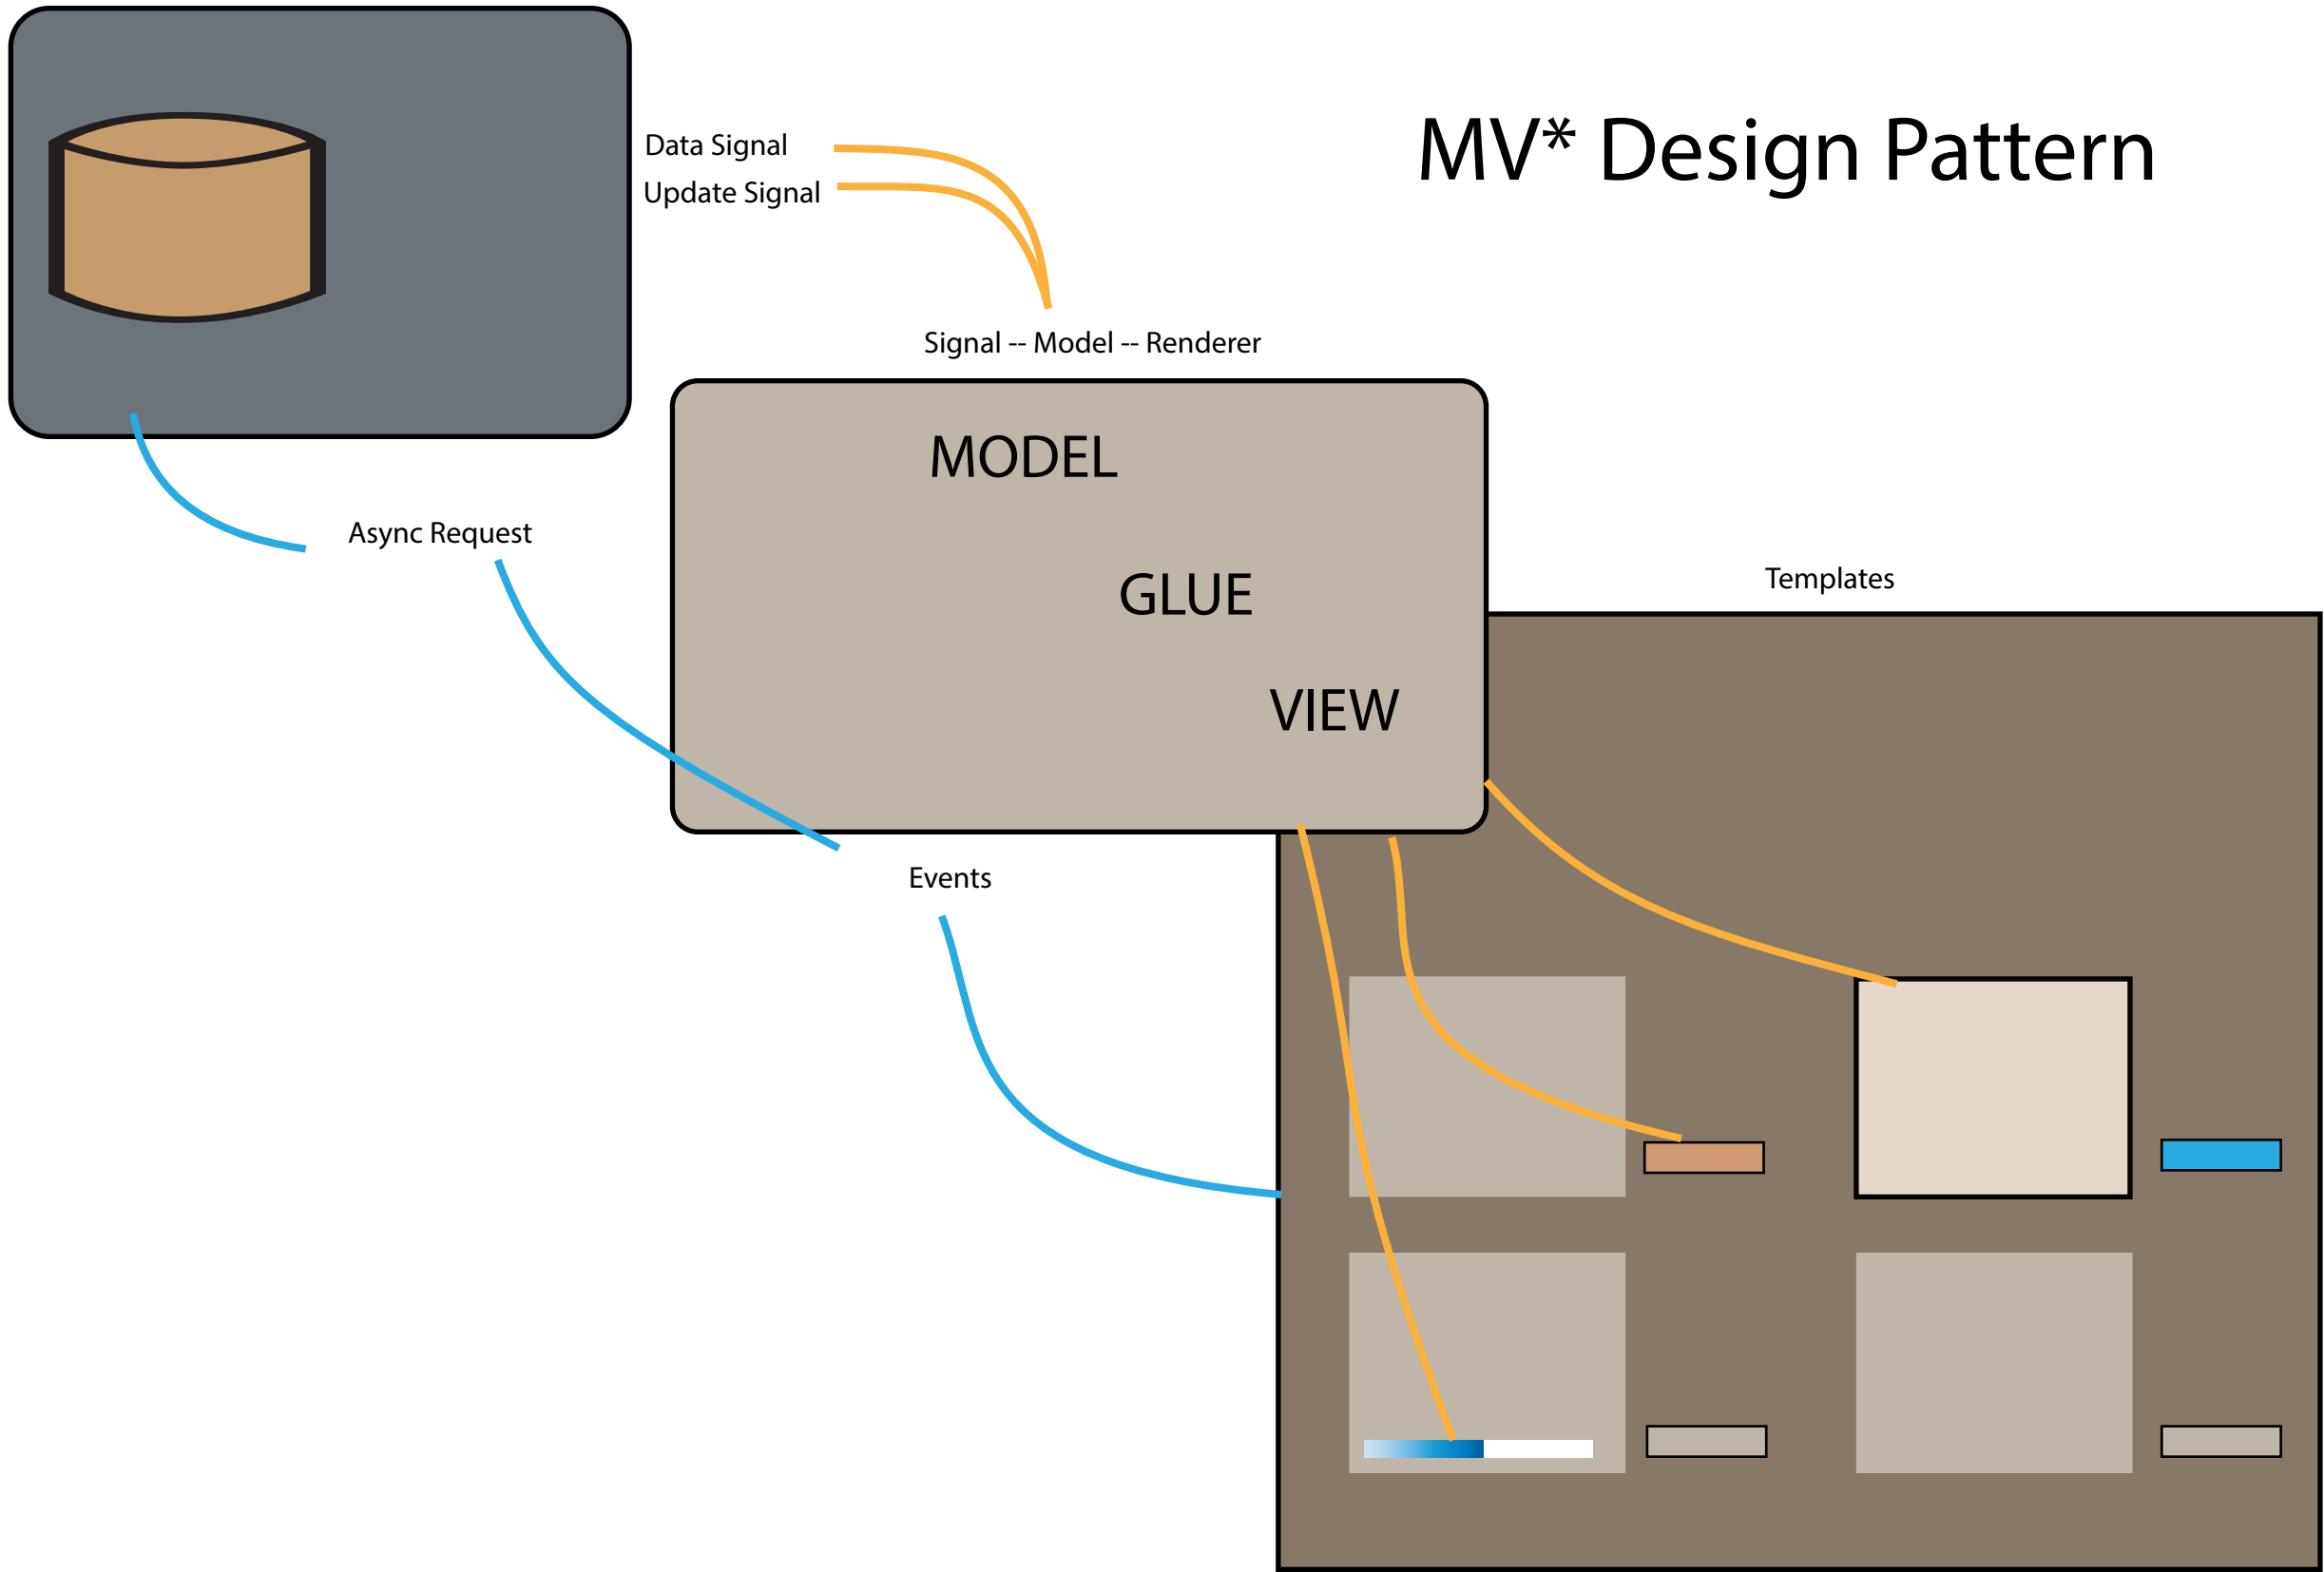 MV* Design Pattern
Data Signal
Update Signal
Signal -- Model -- Renderer
MODEL
Async Request
GLUE
Templates
VIEW
Events